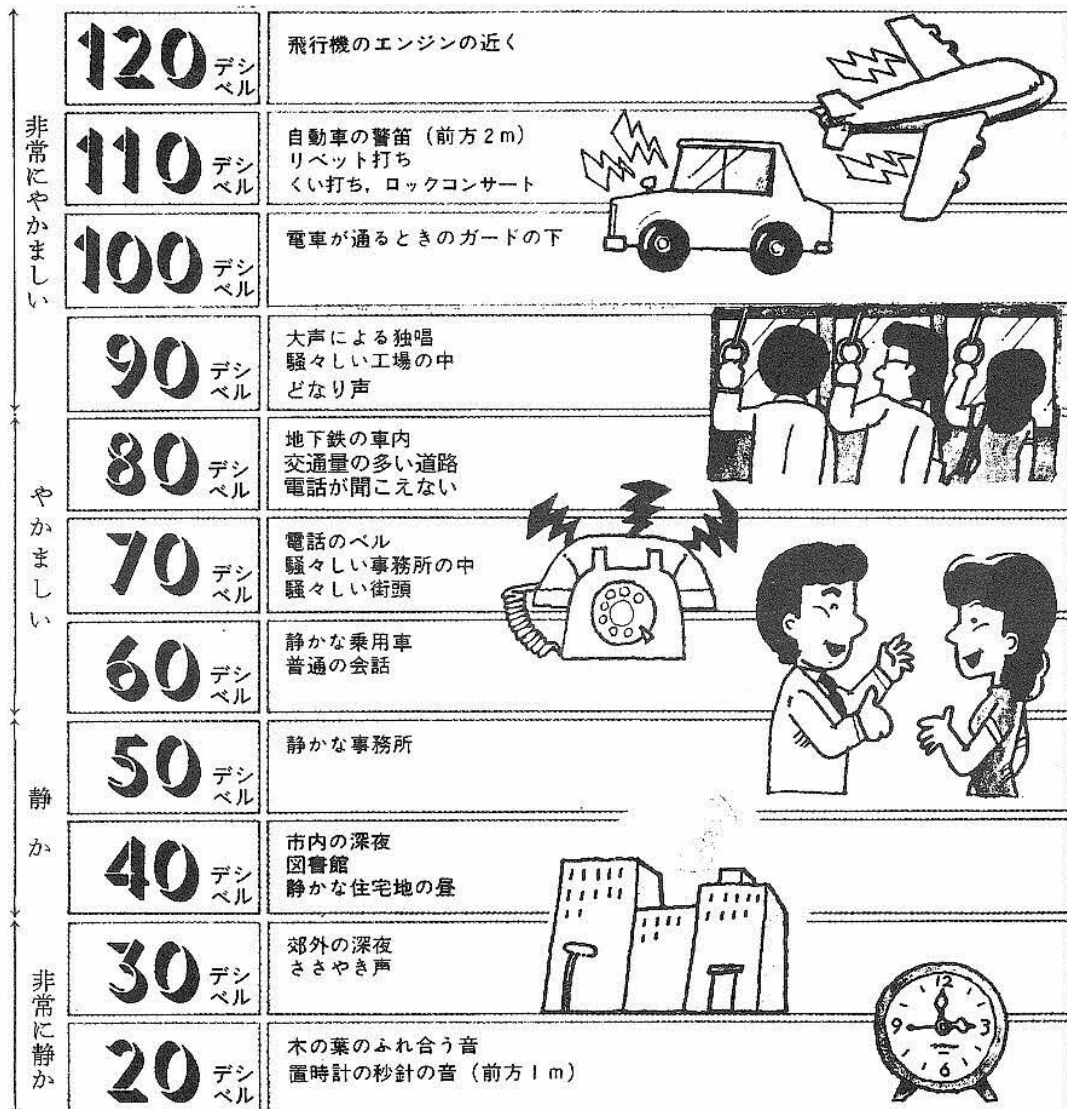 非常にやかましい
120 デシベル
飛行機のエンジンの近く
110 デシベル
自動車の警笛（前方2m）
リベット打ち
くい打ち，ロックコンサート
100 デシベル
電車が通るときのガードの下
90 デシベル
大声による独唱
騒々しい工場の中
どなり声
やかましい
80 デシベル
地下鉄の車内
交通量の多い道路
電話が聞こえない
70 デシベル
電話のベル
騒々しい事務所の中
騒々しい街頭
60 デシベル
静かな乗用車
普通の会話
静か
50 デシベル
静かな事務所
40 デシベル
市内の深夜
図書館
静かな住宅地の昼
非常に静か
30 デシベル
郊外の深夜
ささやき声
20 デシベル
木の葉のふれ合う音
置時計の秒針の音（前方1m）
12
9
3
6